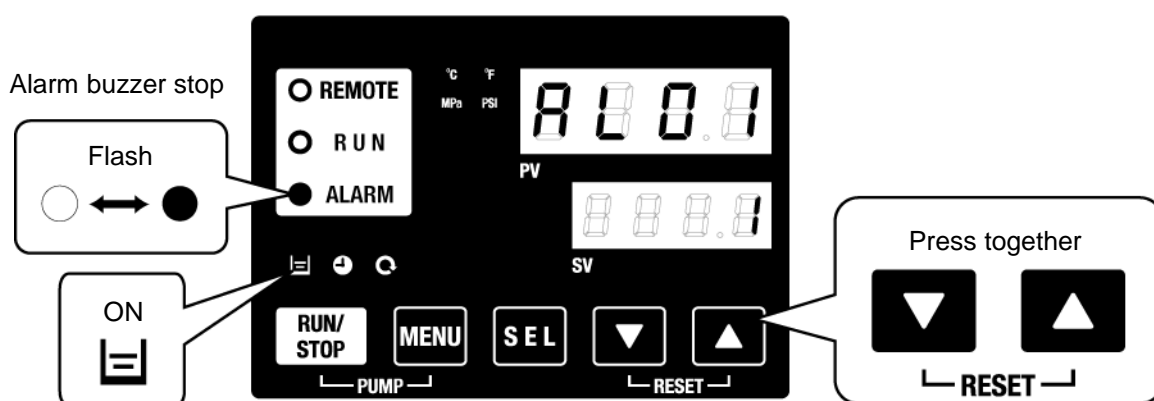 Alarm buzzer stop
Flash
ON
REMOTE
RUN
ALARM
°C °F
MPa PSI
AL01
PV
1
SV
RUN/
STOP
MENU
SEL
PUMP
RESET
Press together
RESET